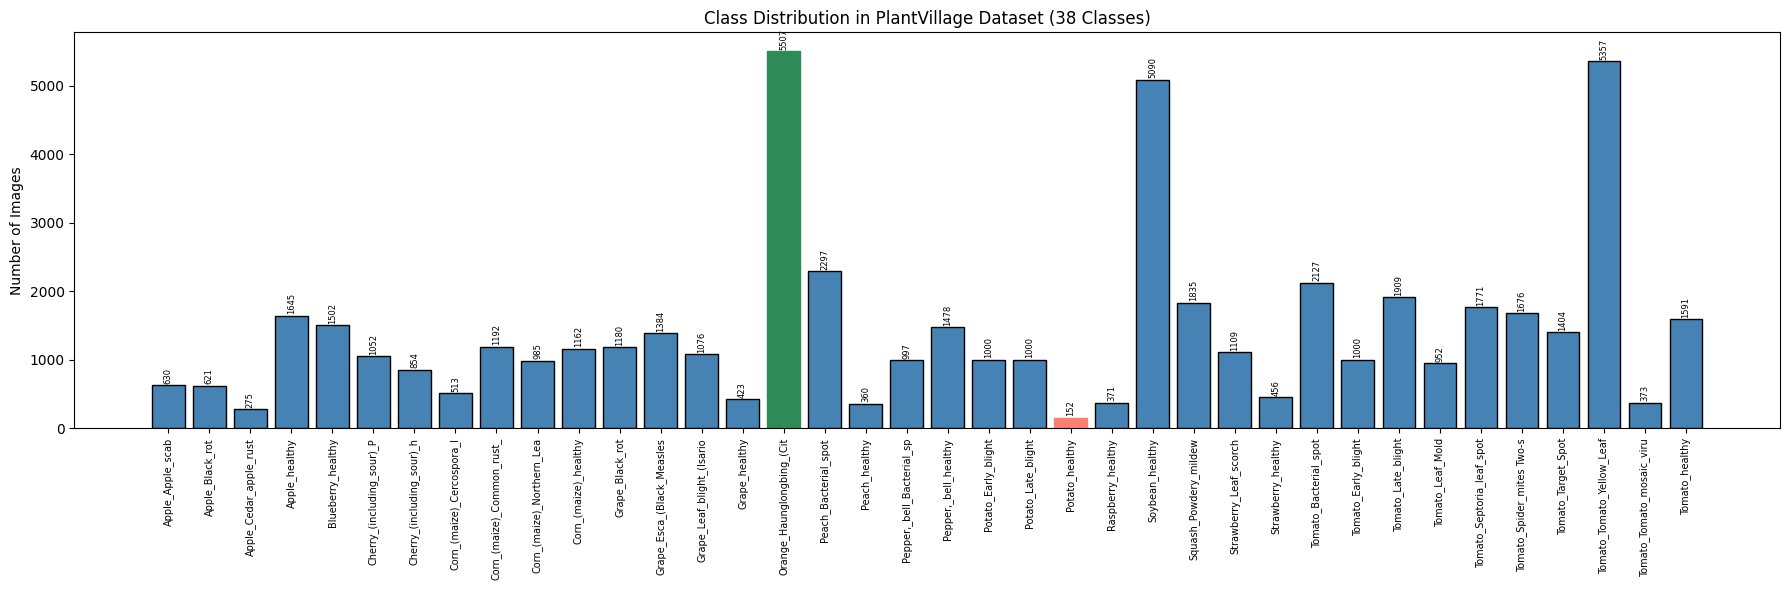 Class Distribution in PlantVillage Dataset (38 Classes)
Number of Images
5000
4000
3000
2000
1000
0
630
621
275
1645
1502
1052
854
513
1192
985
1162
1180
1384
1076
423
5507
2297
360
997
1478
1000
1000
152
371
5090
1835
1109
456
2127
1000
1909
952
1771
1676
1404
5357
373
1591
Apple_Apple_scab
Apple_Black_rot
Apple_Cedar_apple_rust
Apple_healthy
Blueberry_healthy
Cherry_(including_sour)_P
Cherry_(including_sour)_h
Corn_(maize)_Cercospora_l
Corn_(maize)_Common_rust_
Corn_(maize)_Northern_Lea
Corn_(maize)_healthy
Grape_Black_rot
Grape_Esca_(Black_Measles
Grape_Leaf_blight_(Isario
Grape_healthy
Orange_Haunglongbing_(Cit
Peach_Bacterial_spot
Peach_healthy
Pepper,_bell_Bacterial_sp
Pepper,_bell_healthy
Potato_Early_blight
Potato_Late_blight
Potato_healthy
Raspberry_healthy
Soybean_healthy
Squash_Powdery_mildew
Strawberry_Leaf_scorch
Strawberry_healthy
Tomato_Bacterial_spot
Tomato_Early_blight
Tomato_Late_blight
Tomato_Leaf_Mold
Tomato_Septoria_leaf_spot
Tomato_Spider_mites Two-s
Tomato_Target_Spot
Tomato_Tomato_Yellow_Leaf
Tomato_Tomato_mosaic_viru
Tomato_healthy